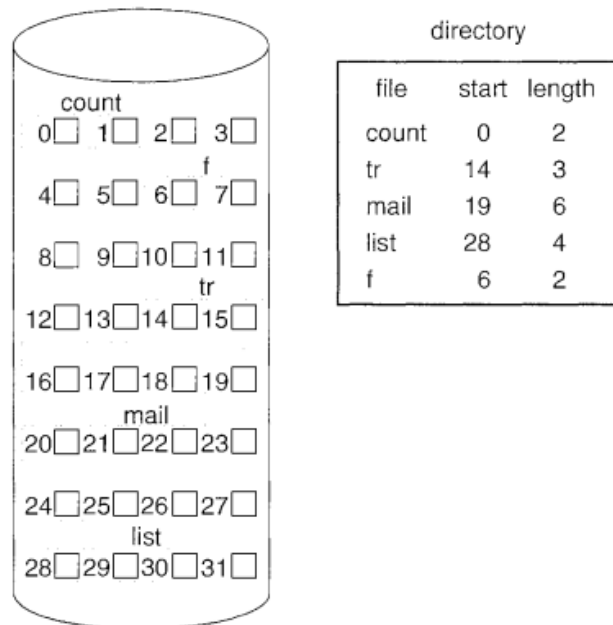 count
0 1 2 3
f
4 5 6 7
8 9 10 11
tr
12 13 14 15
16 17 18 19
mail
20 21 22 23
24 25 26 27
list
28 29 30 31
directory
file start length
count 0 2
tr 14 3
mail 19 6
list 28 4
f 6 2